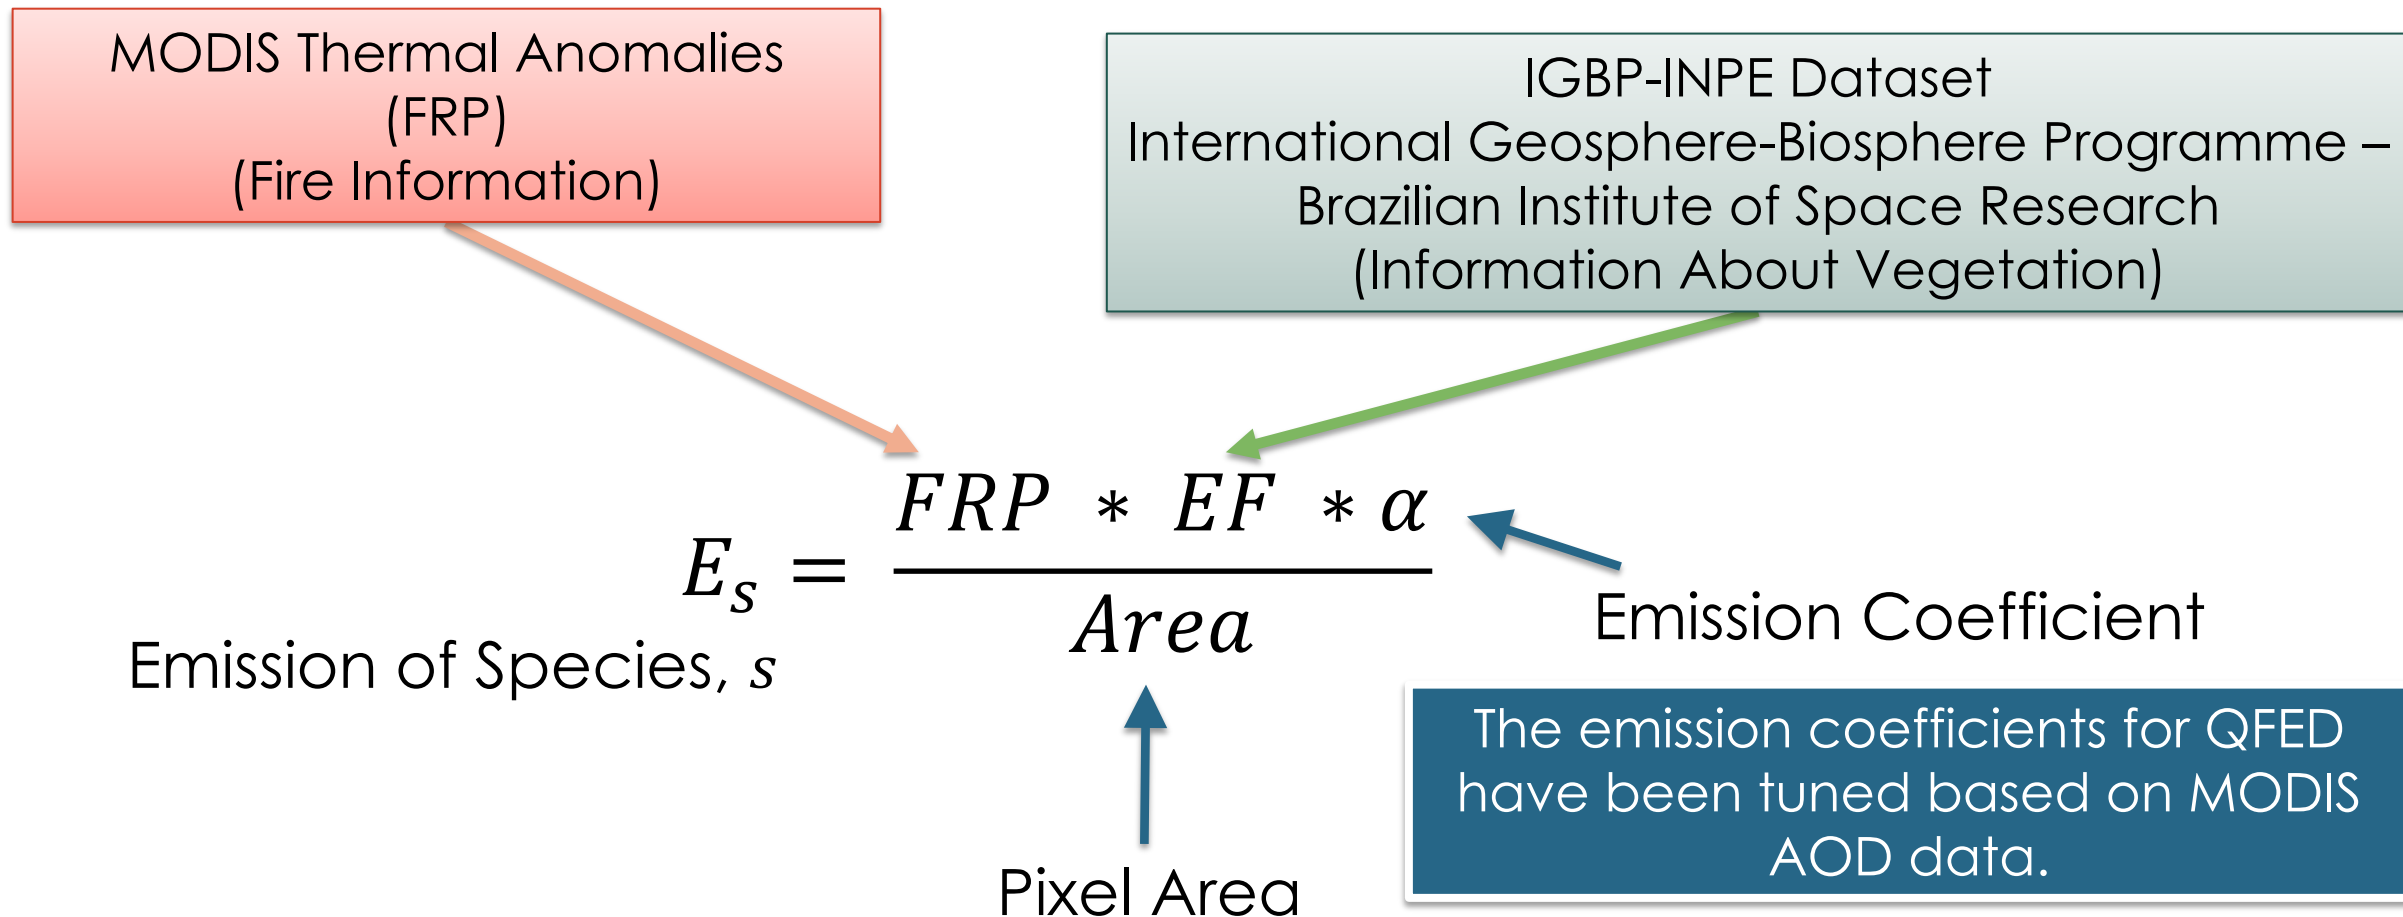 MODIS Thermal Anomalies
(FRP)
(Fire Information)
IGBP-INPE Dataset
International Geosphere-Biosphere Programme –
Brazilian Institute of Space Research
(Information About Vegetation)
FRP * EF * α
E_s =
Area
Emission of Species, s
Emission Coefficient
The emission coefficients for QFED
have been tuned based on MODIS
AOD data.
Pixel Area